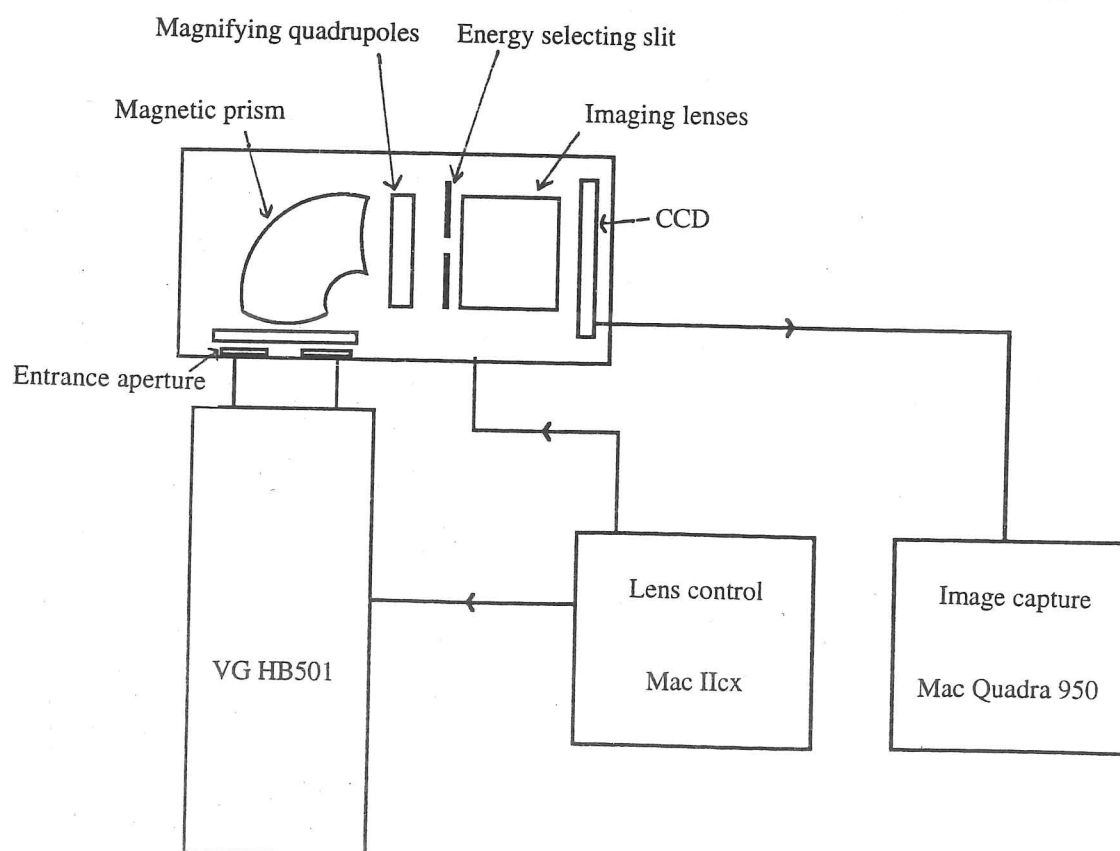 Magnifying quadrupoles
Energy selecting slit
Magnetic prism
Imaging lenses
CCD
Entrance aperture
Lens control
Mac IIcx
Image capture
Mac Quadra 950
VG HB501